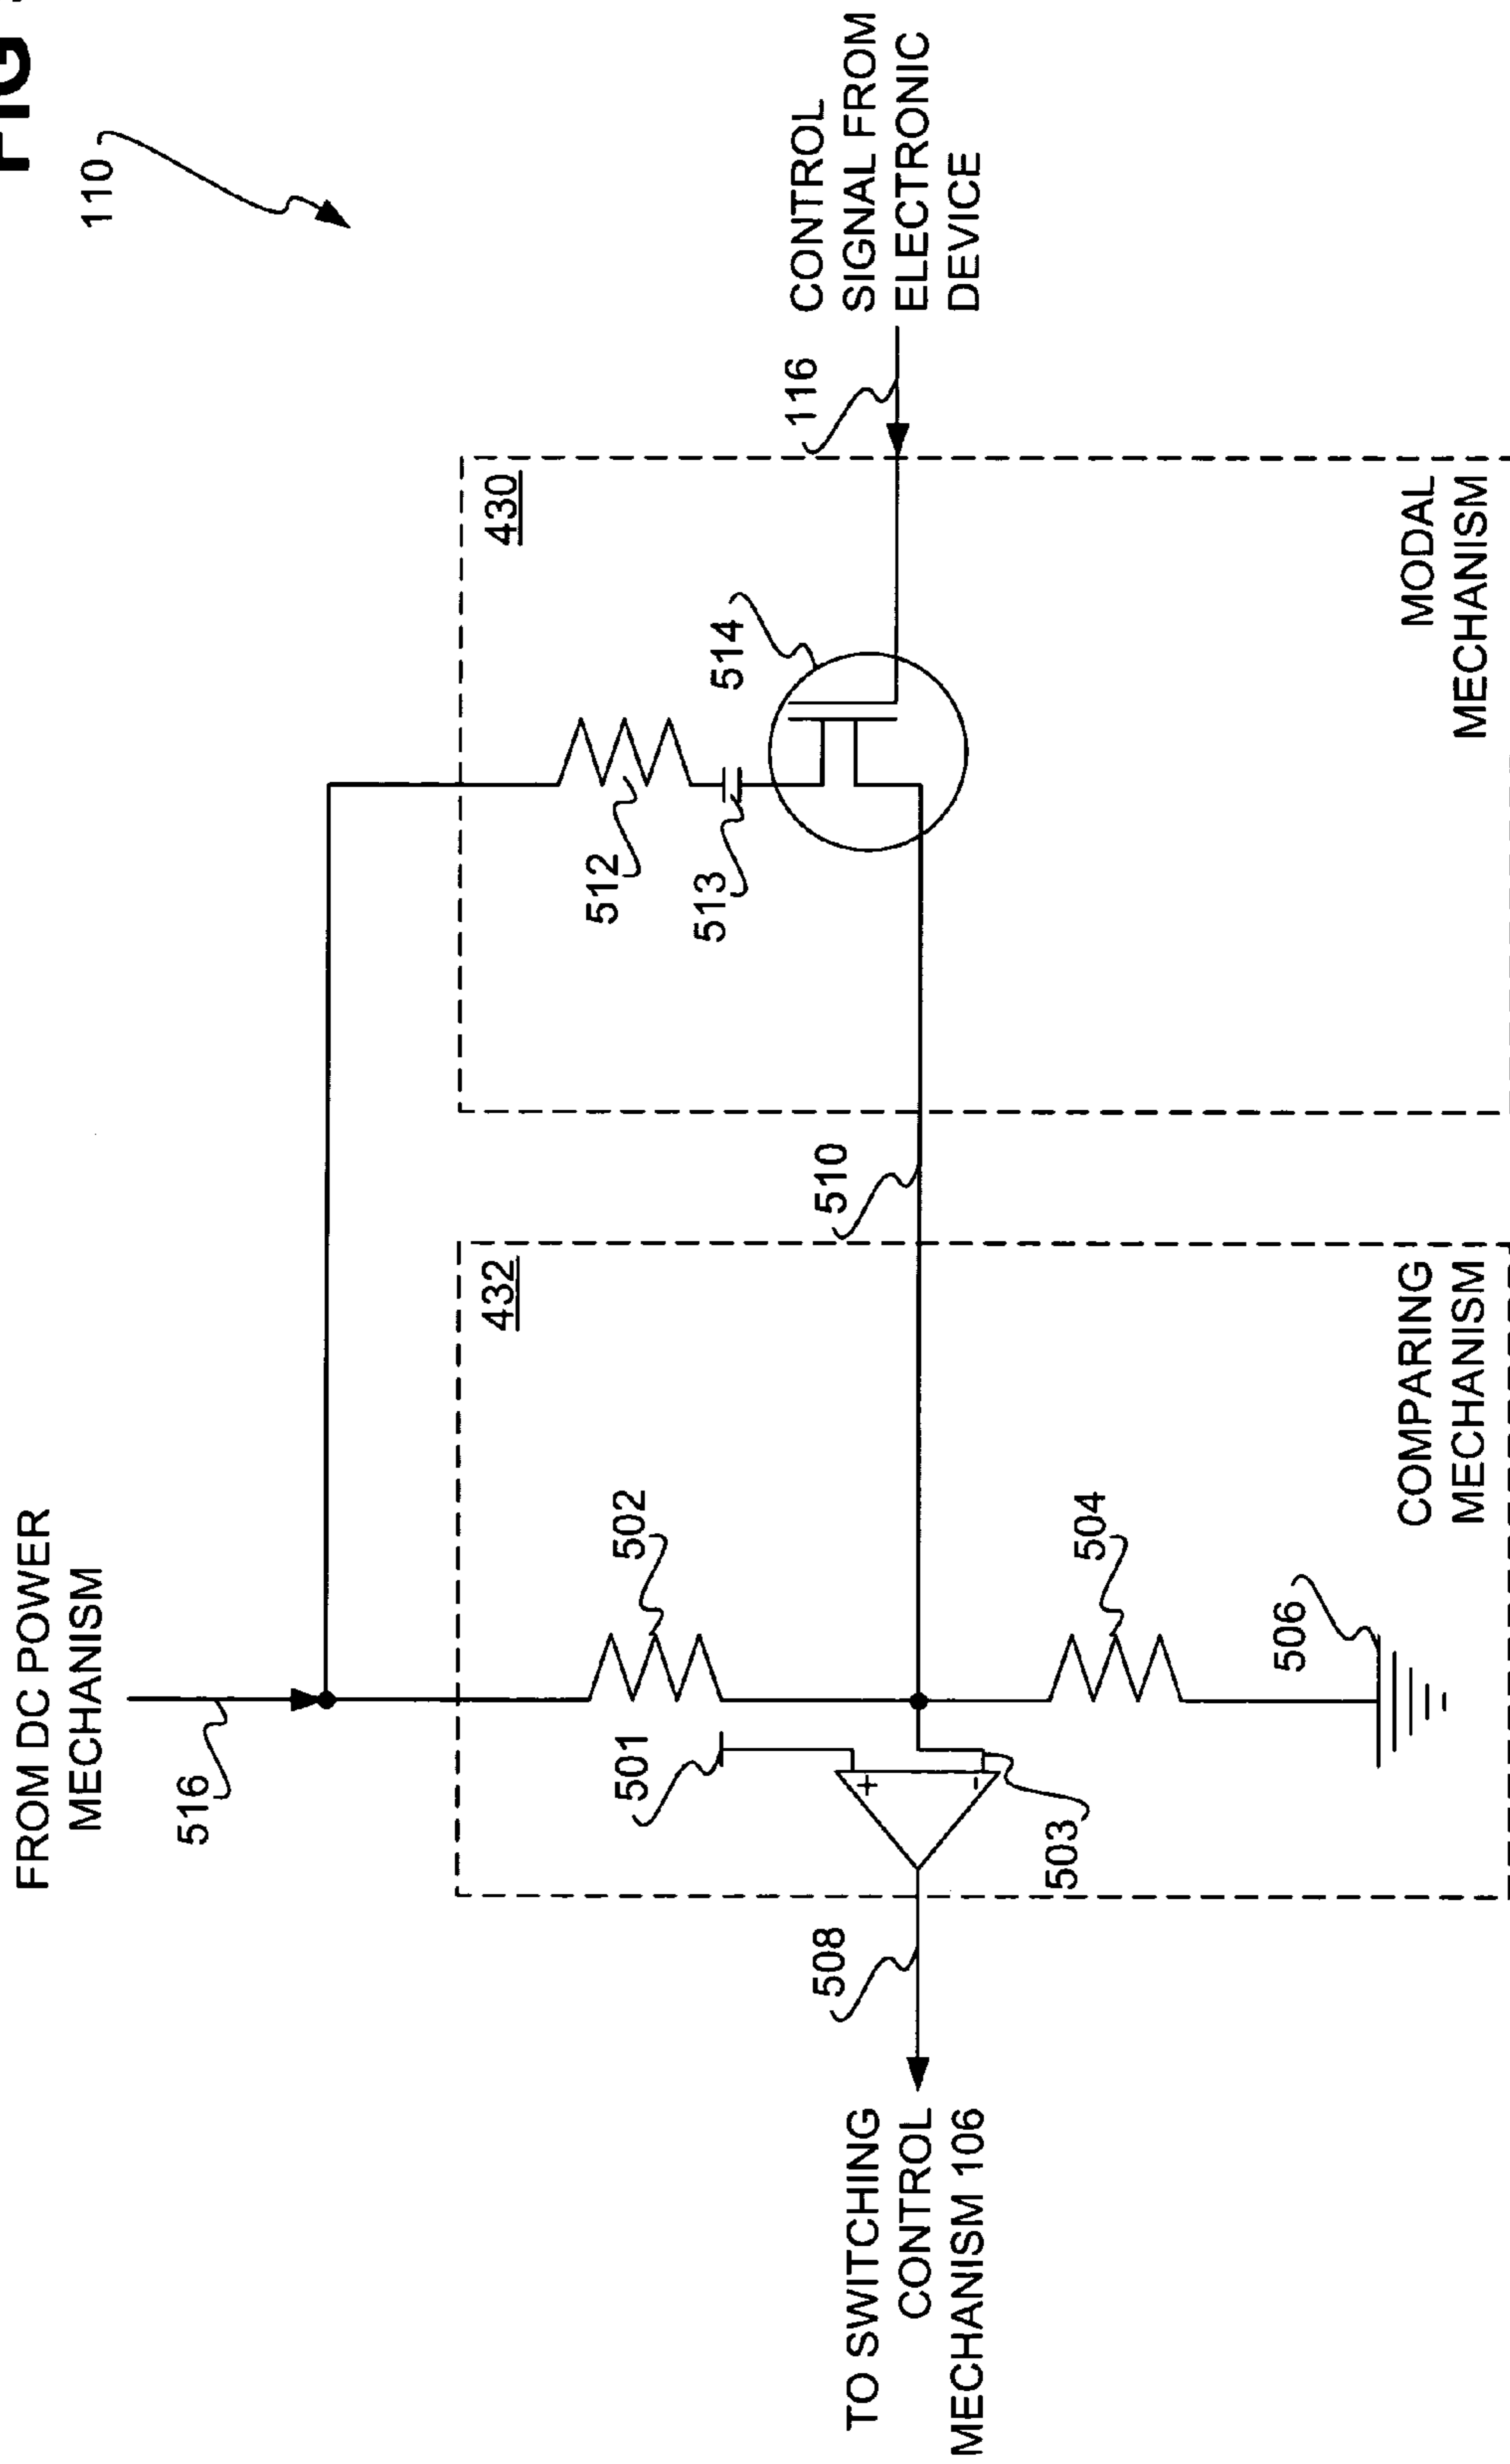 FIG
110
FROM DC POWER
MECHANISM
516
432
430
501
502
512
513
514
508
TO SWITCHING
CONTROL
MECHANISM 106
+
-
503
510
116
CONTROL
SIGNAL FROM
ELECTRONIC
DEVICE
504
506
COMPARING
MECHANISM
MODAL
MECHANISM